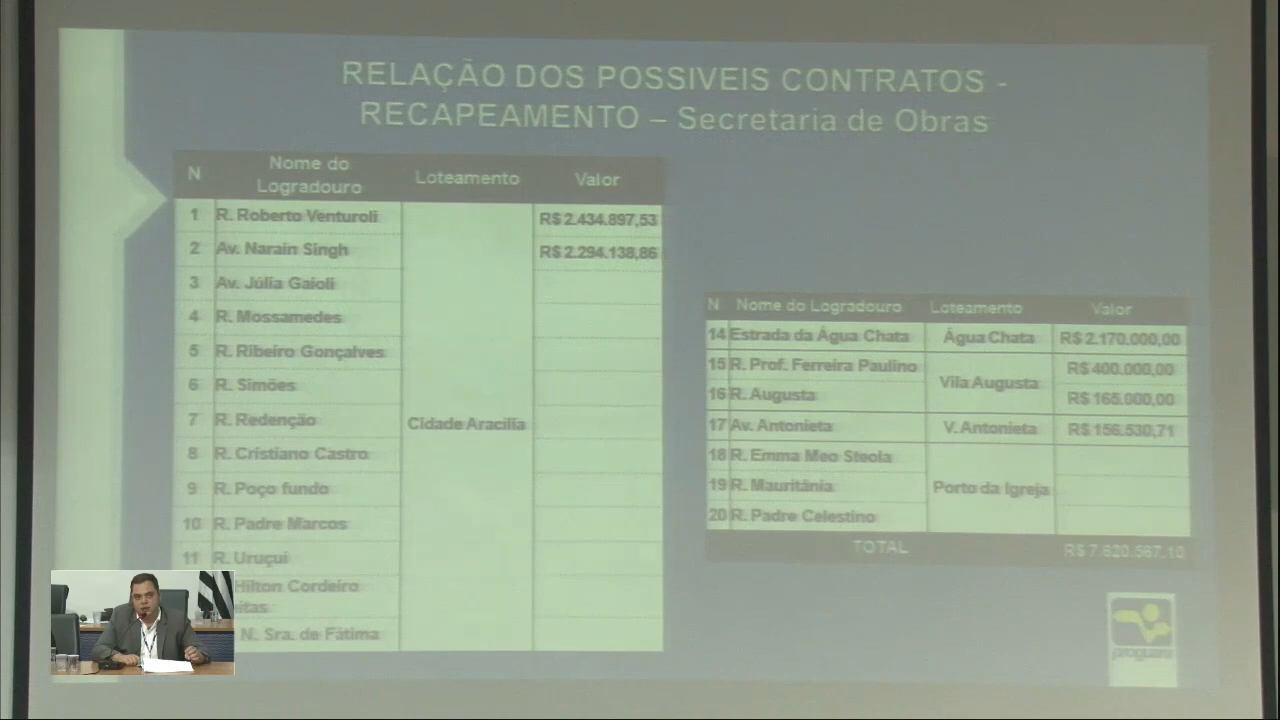 RELAÇÃO DOS POSSIVEIS CONTRATOS -
RECAPEAMENTO – Secretaria de Obras
N Nome do Logradouro Loteamento Valor
1 R. Roberto Venturoli R$ 2.434.897,53
2 Av. Narain Singh R$ 2.294.138,86
3 Av. Júlia Gaioli
4 R. Mossamedes
5 R. Ribeiro Gonçalves
6 R. Simões
7 R. Redenção Cidade Aracilia
8 R. Cristiano Castro
9 R. Poço fundo
10 R. Padre Marcos
11 R. Uruçui
Hilton Cordeiro
N. Sra. de Fátima
N Nome do Logradouro Loteamento Valor
14 Estrada da Água Chata Água Chata R$ 2.170.000,00
15 R. Prof. Ferreira Paulino Vila Augusta R$ 400.000,00
16 R. Augusta R$ 165.000,00
17 Av. Antonieta V. Antonieta R$ 156.530,71
18 R. Emma Meo Steola
19 R. Mauritânia Porto da Igreja
20 R. Padre Celestino
TOTAL R$ 7.620.567,10
proguaru